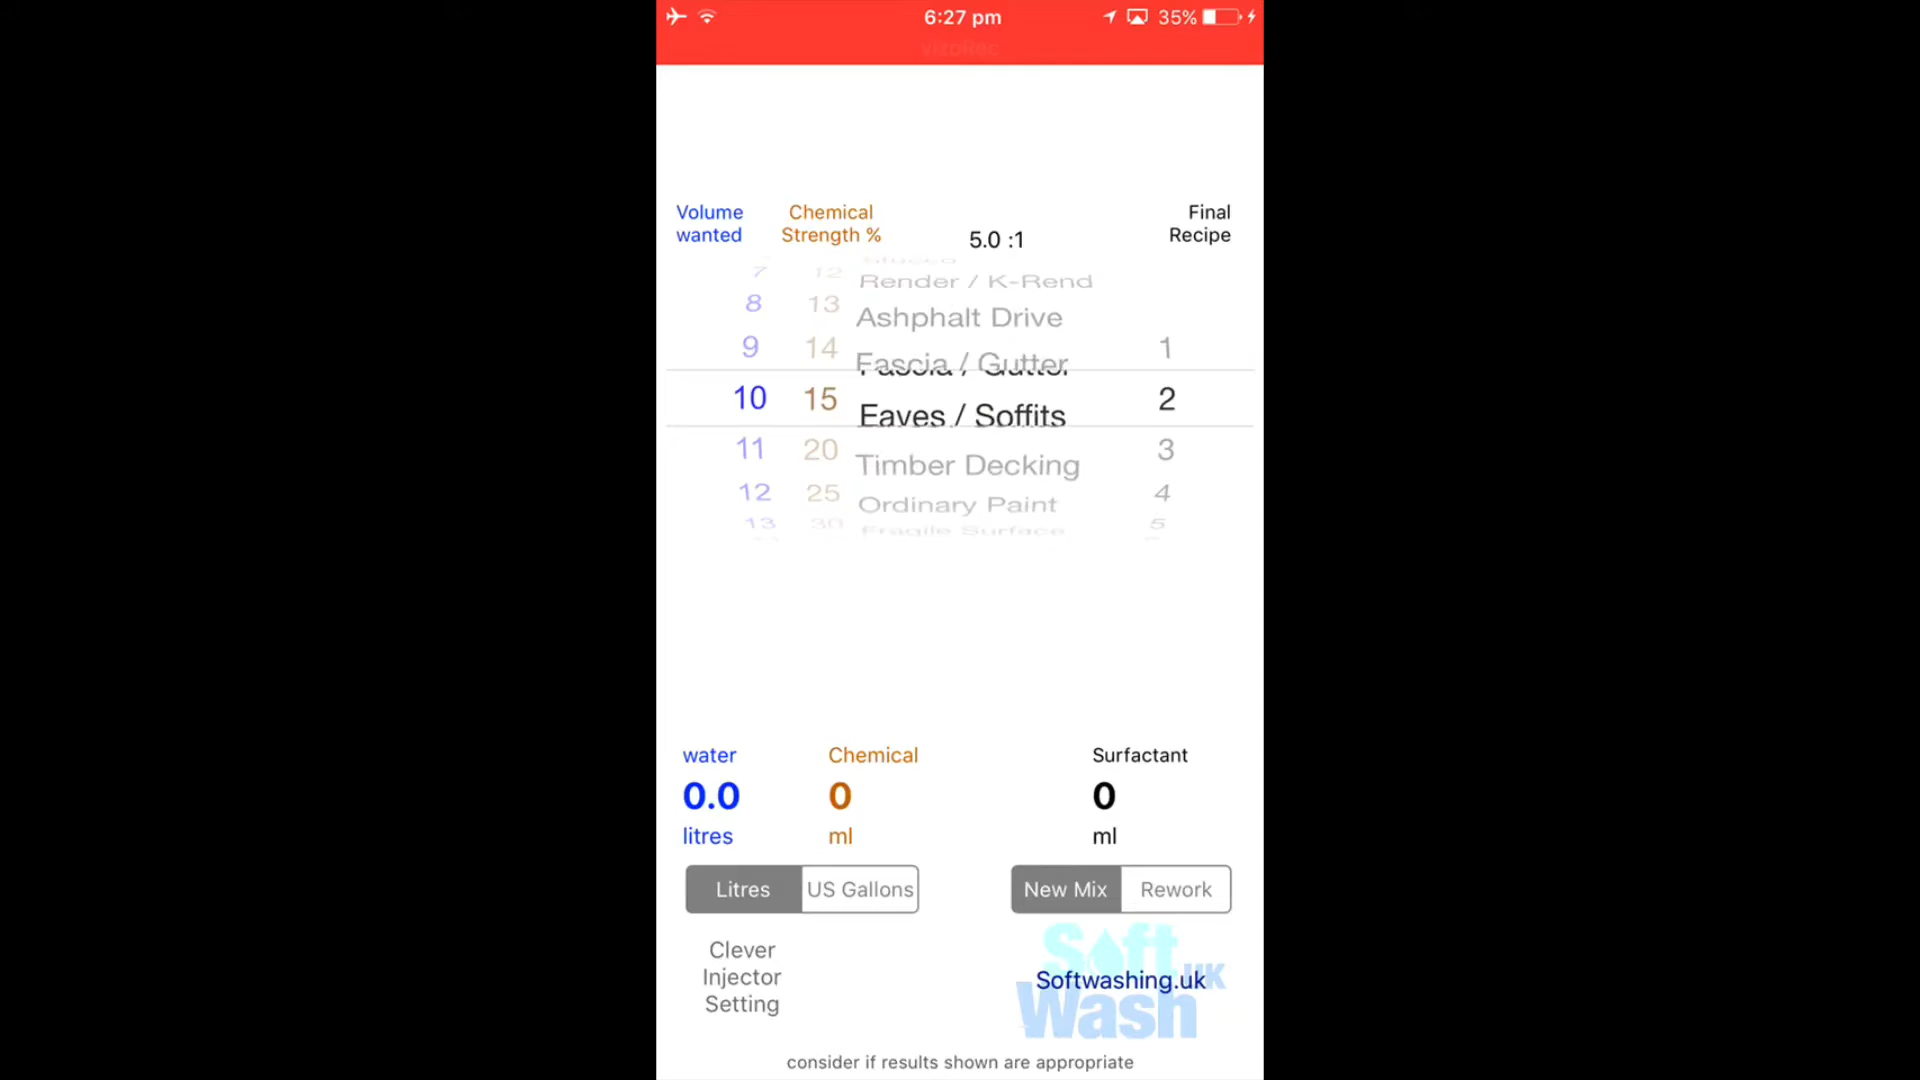 6:27 pm
35%
Volume wanted
Chemical Strength %
5.0 :1
Final Recipe
7 12 Stucco
Render / K-Rend
8 13 Ashphalt Drive
9 14 Fascia / Gutter 1
10 15 Eaves / Soffits 2
11 20 Timber Decking 3
12 25 Ordinary Paint 4
13 30 Fragile Surface 5
water
Chemical
Surfactant
0.0
0
0
litres
ml
ml
Litres
US Gallons
New Mix
Rework
Clever
Injector
Setting
Soft
UK
Softwashing.uk
Wash
consider if results shown are appropriate